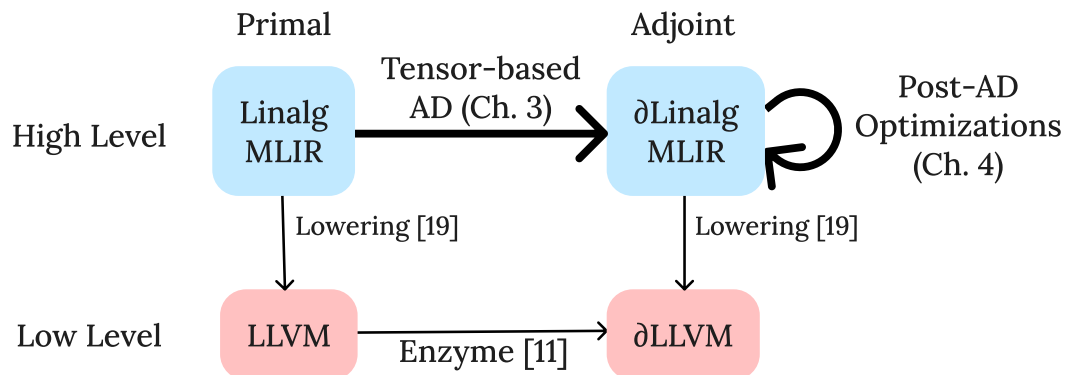 Primal
Adjoint
Tensor-based
AD (Ch. 3)
Post-AD
Optimizations
(Ch. 4)
High Level
Linalg
MLIR
∂Linalg
MLIR
Lowering [19]
Lowering [19]
Low Level
LLVM
Enzyme [11]
∂LLVM